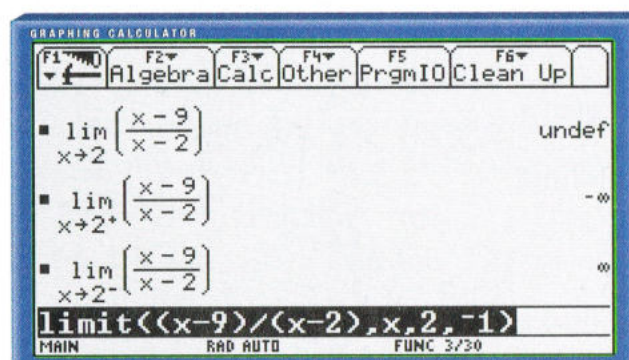 GRAPHING CALCULATOR
F1▼ F2▼ F3▼ F4▼ F5 F6▼
Algebra Calc Other PrgmIO Clean Up
▪ lim x→2 ((x - 9)/(x - 2)) undef
▪ lim x→2⁺ ((x - 9)/(x - 2)) -∞
▪ lim x→2⁻ ((x - 9)/(x - 2)) ∞
limit((x-9)/(x-2),x,2,⁻1)
MAIN RAD AUTO FUNC 3/30